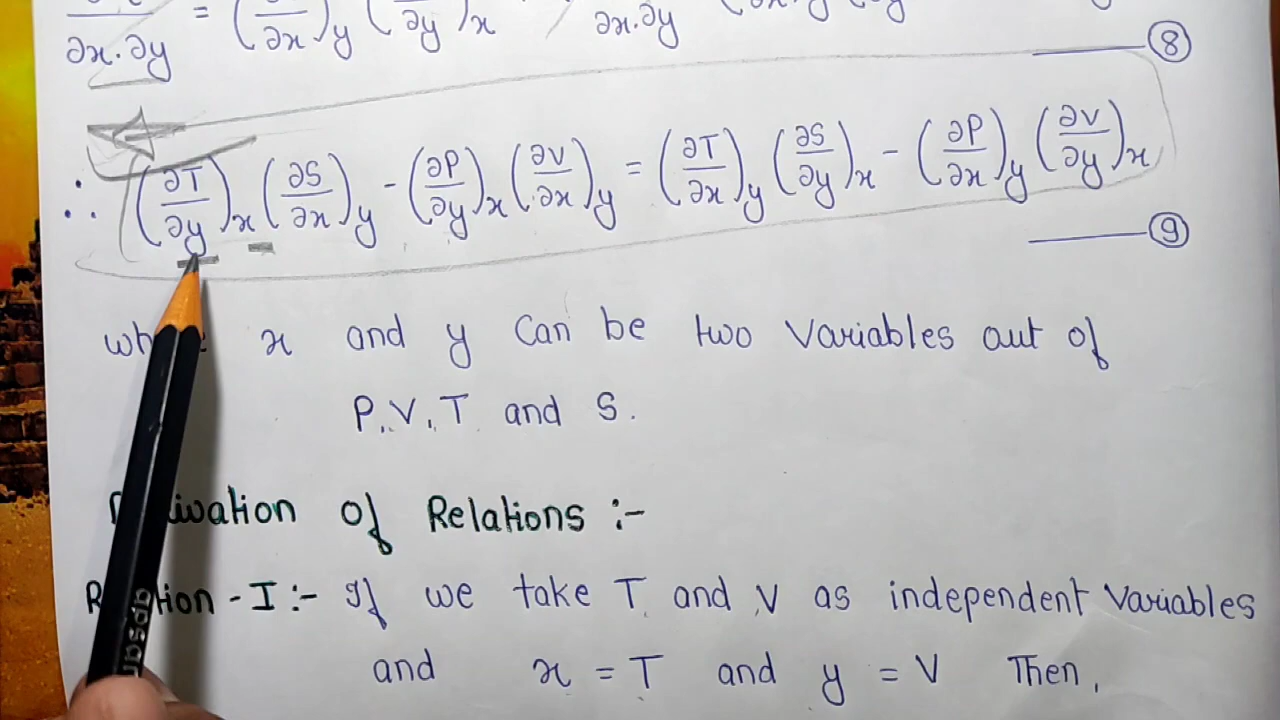 ∂x.∂y = (∂x)y (∂y)x ∂x.∂y
⑧
∴ (∂T/∂y)x (∂S/∂x)y - (∂P/∂y)x (∂V/∂x)y = (∂T/∂x)y (∂S/∂y)x - (∂P/∂x)y (∂V/∂y)x
⑨
x and y Can be two Variables out of
P,V,T and S.
of Relations :-
- I :- If we take T and V as independent Variables
and x = T and y = V Then,
apsara